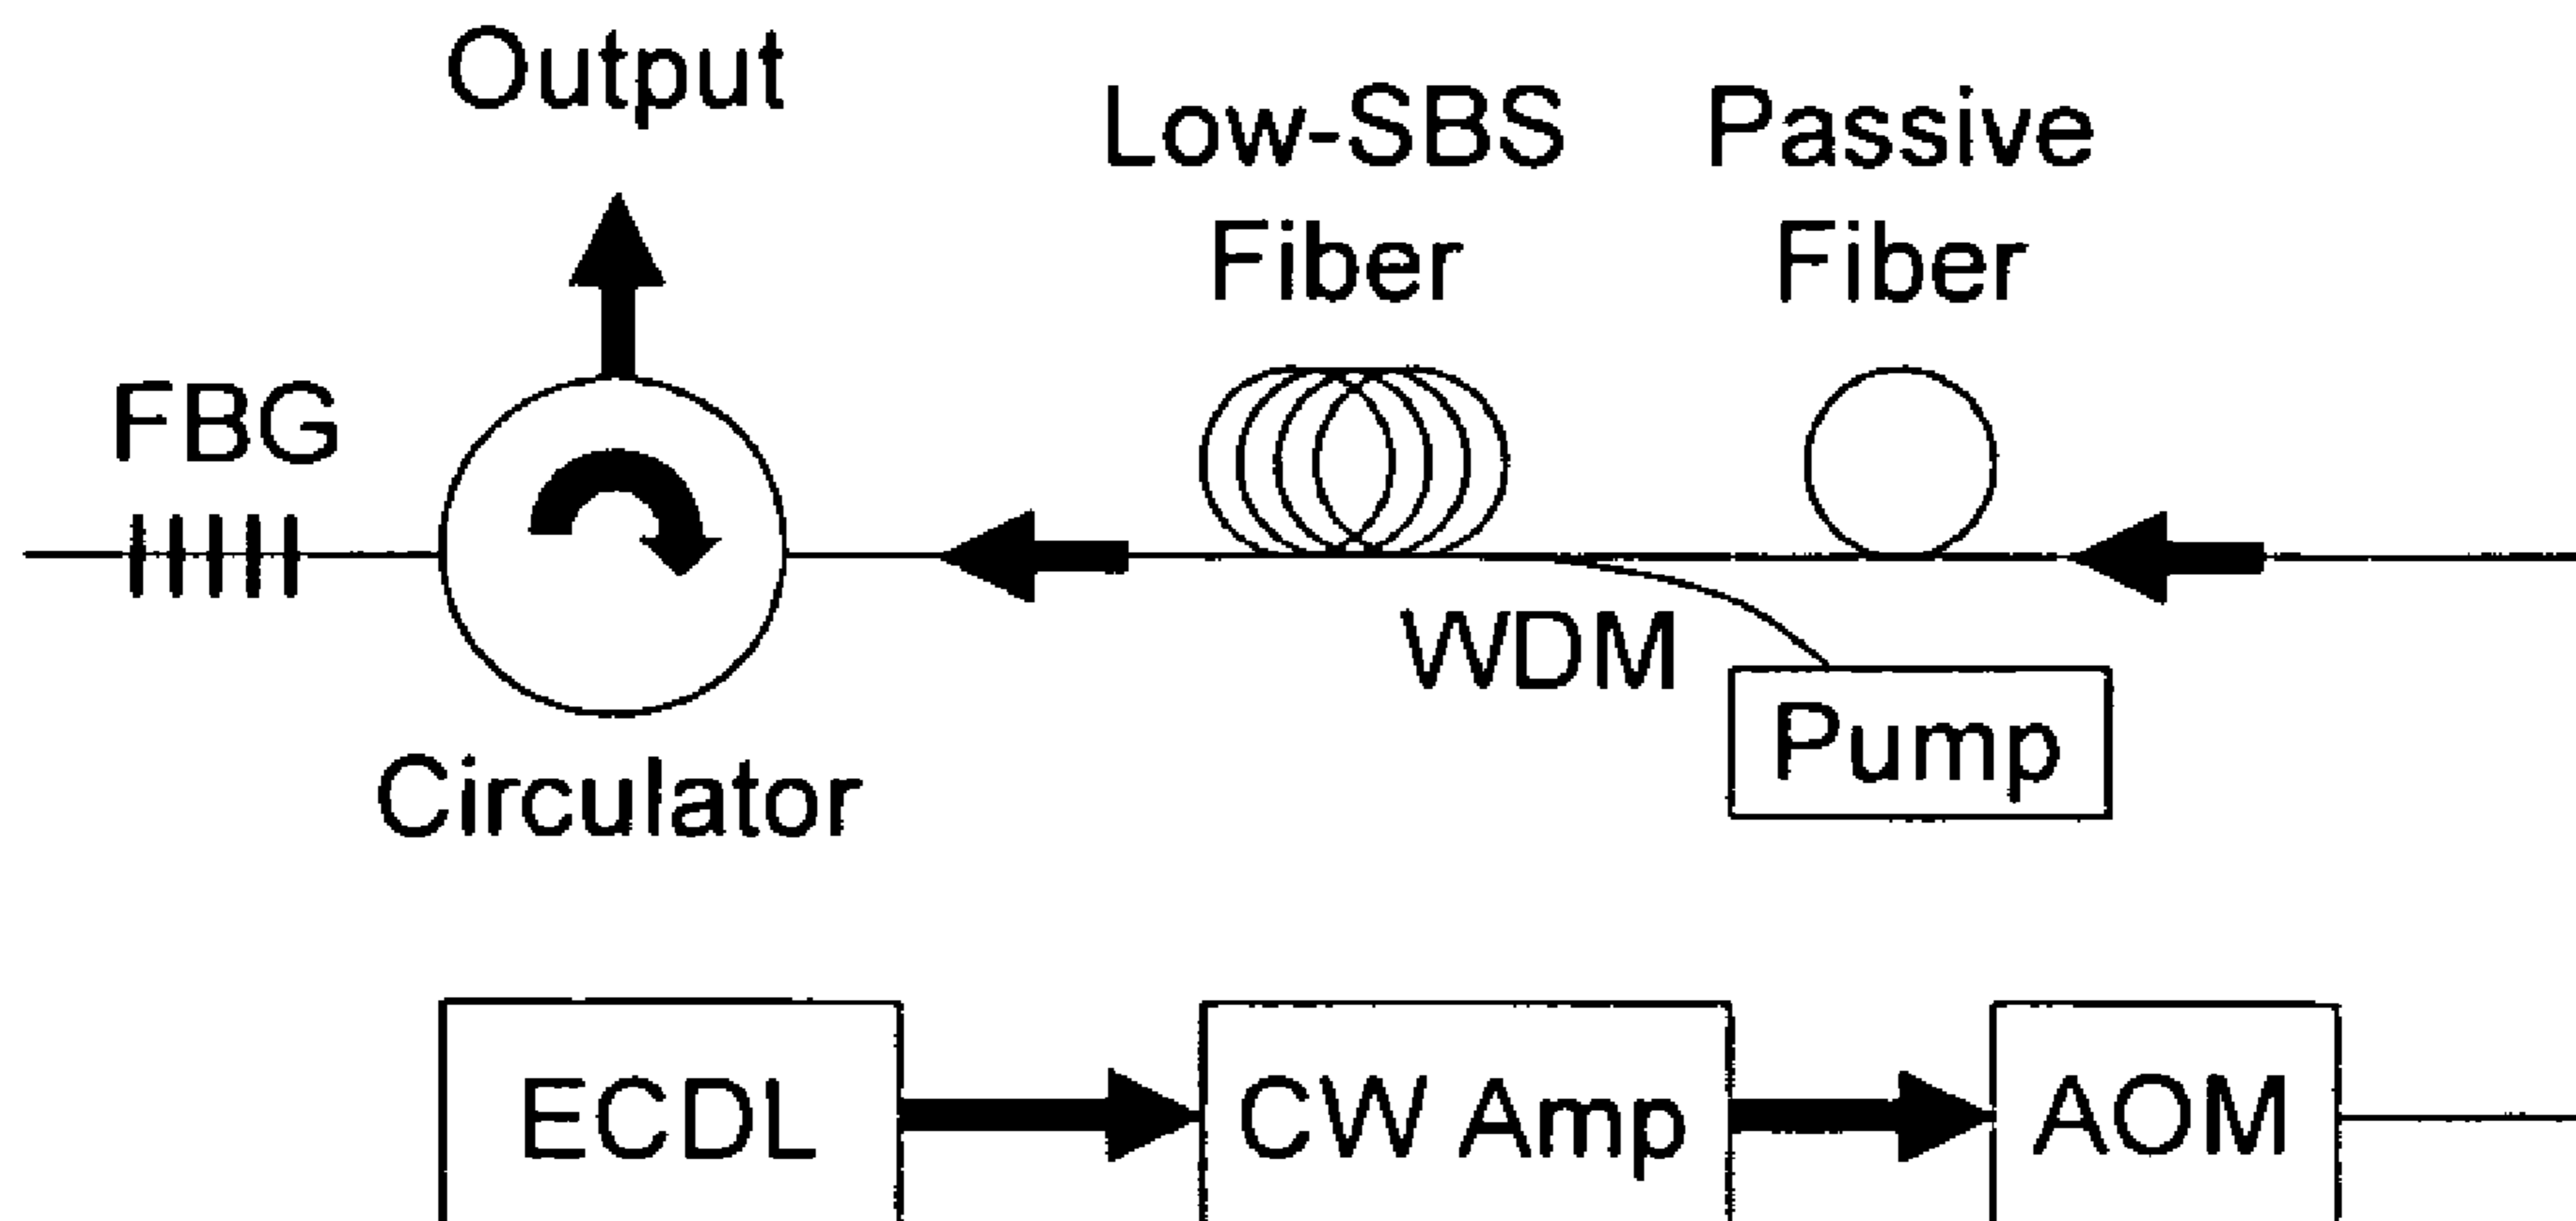 Output
Low-SBS
Fiber
Passive
Fiber
FBG
WDM
Pump
Circulator
ECDL
CW Amp
AOM